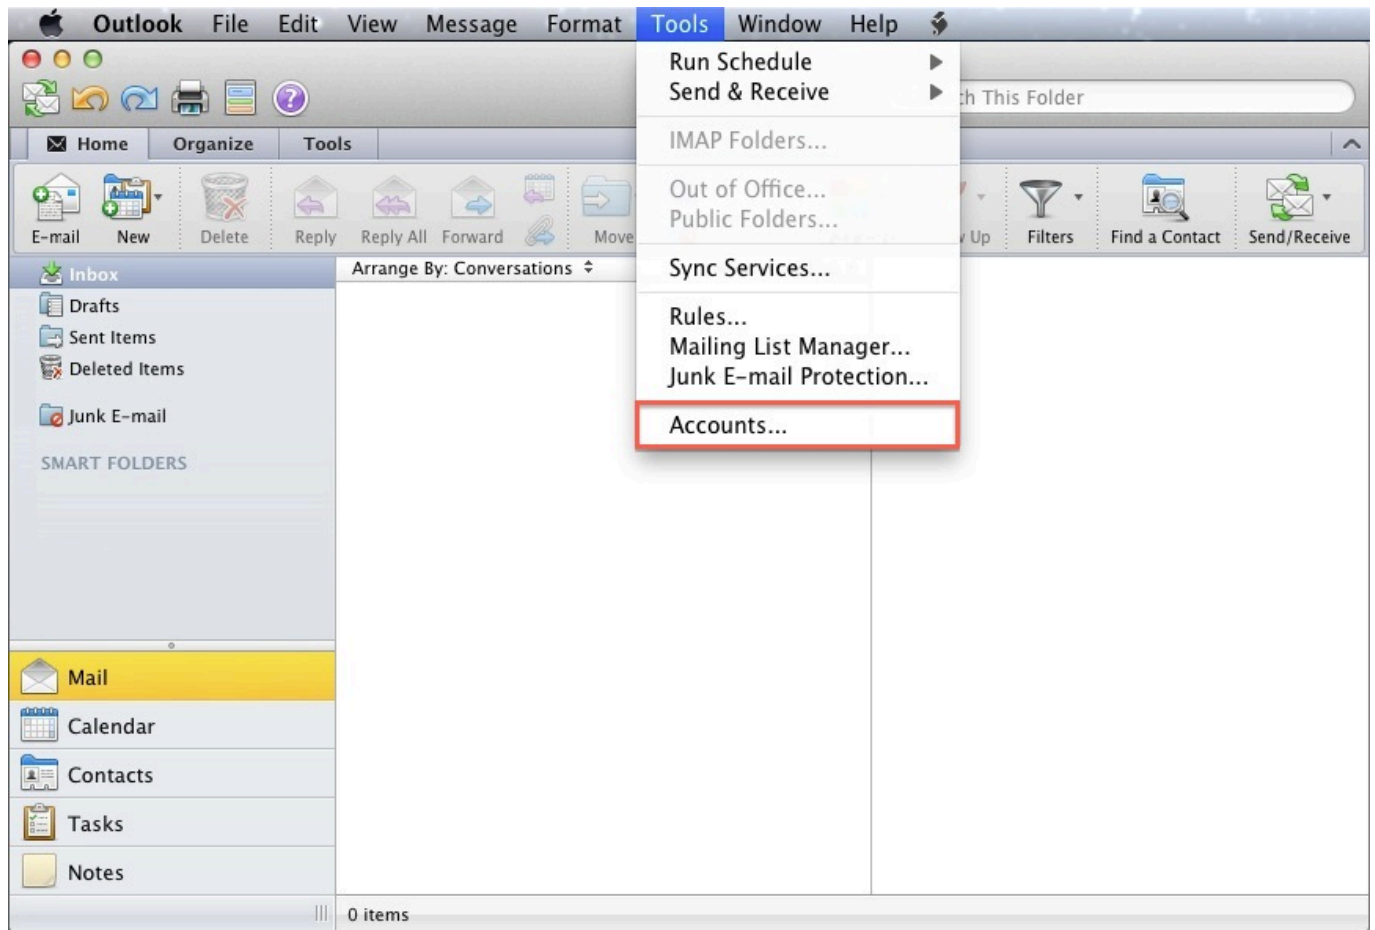 Outlook File Edit View Message Format Tools Window Help
Run Schedule
Send & Receive
This Folder
Home Organize Tools
IMAP Folders...
Out of Office...
Public Folders...
E-mail New Delete Reply Reply All Forward Move Up Filters Find a Contact Send/Receive
Inbox
Arrange By: Conversations
Sync Services...
Drafts
Sent Items
Deleted Items
Junk E-mail
SMART FOLDERS
Rules...
Mailing List Manager...
Junk E-mail Protection...
Accounts...
Mail
Calendar
Contacts
Tasks
Notes
0 items